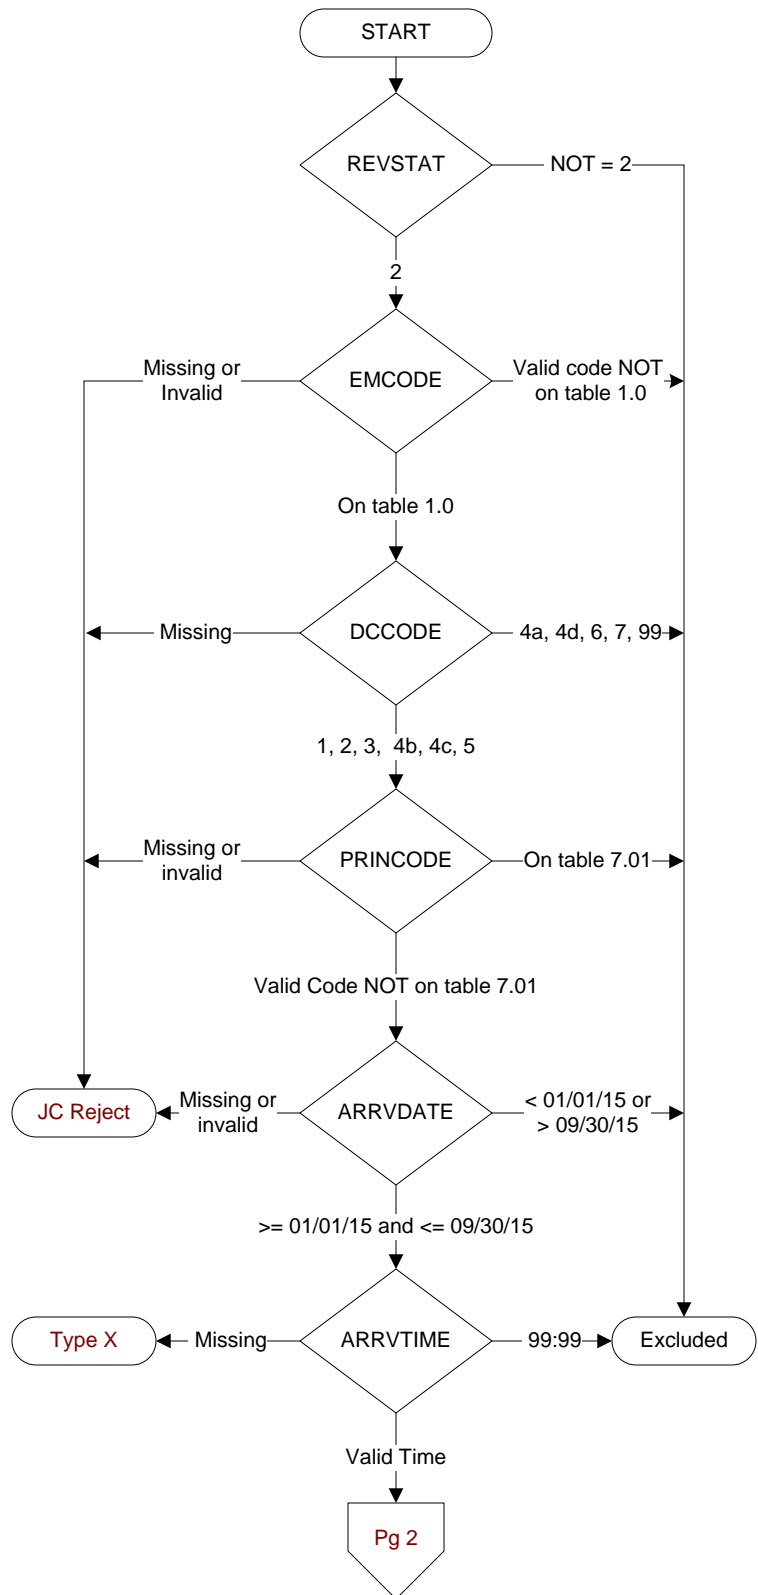 START
REVSTAT
NOT = 2
2
Missing or
Invalid
EMCODE
Valid code NOT
on table 1.0
On table 1.0
Missing
DCCODE
4a, 4d, 6, 7, 99
1, 2, 3,  4b, 4c, 5
Missing or
invalid
PRINCODE
On table 7.01
Valid Code NOT on table 7.01
JC Reject
Missing or
invalid
ARRVDATE
< 01/01/15 or
> 09/30/15
>= 01/01/15 and <= 09/30/15
Type X
Missing
ARRVTIME
99:99
Excluded
Valid Time
Pg 2